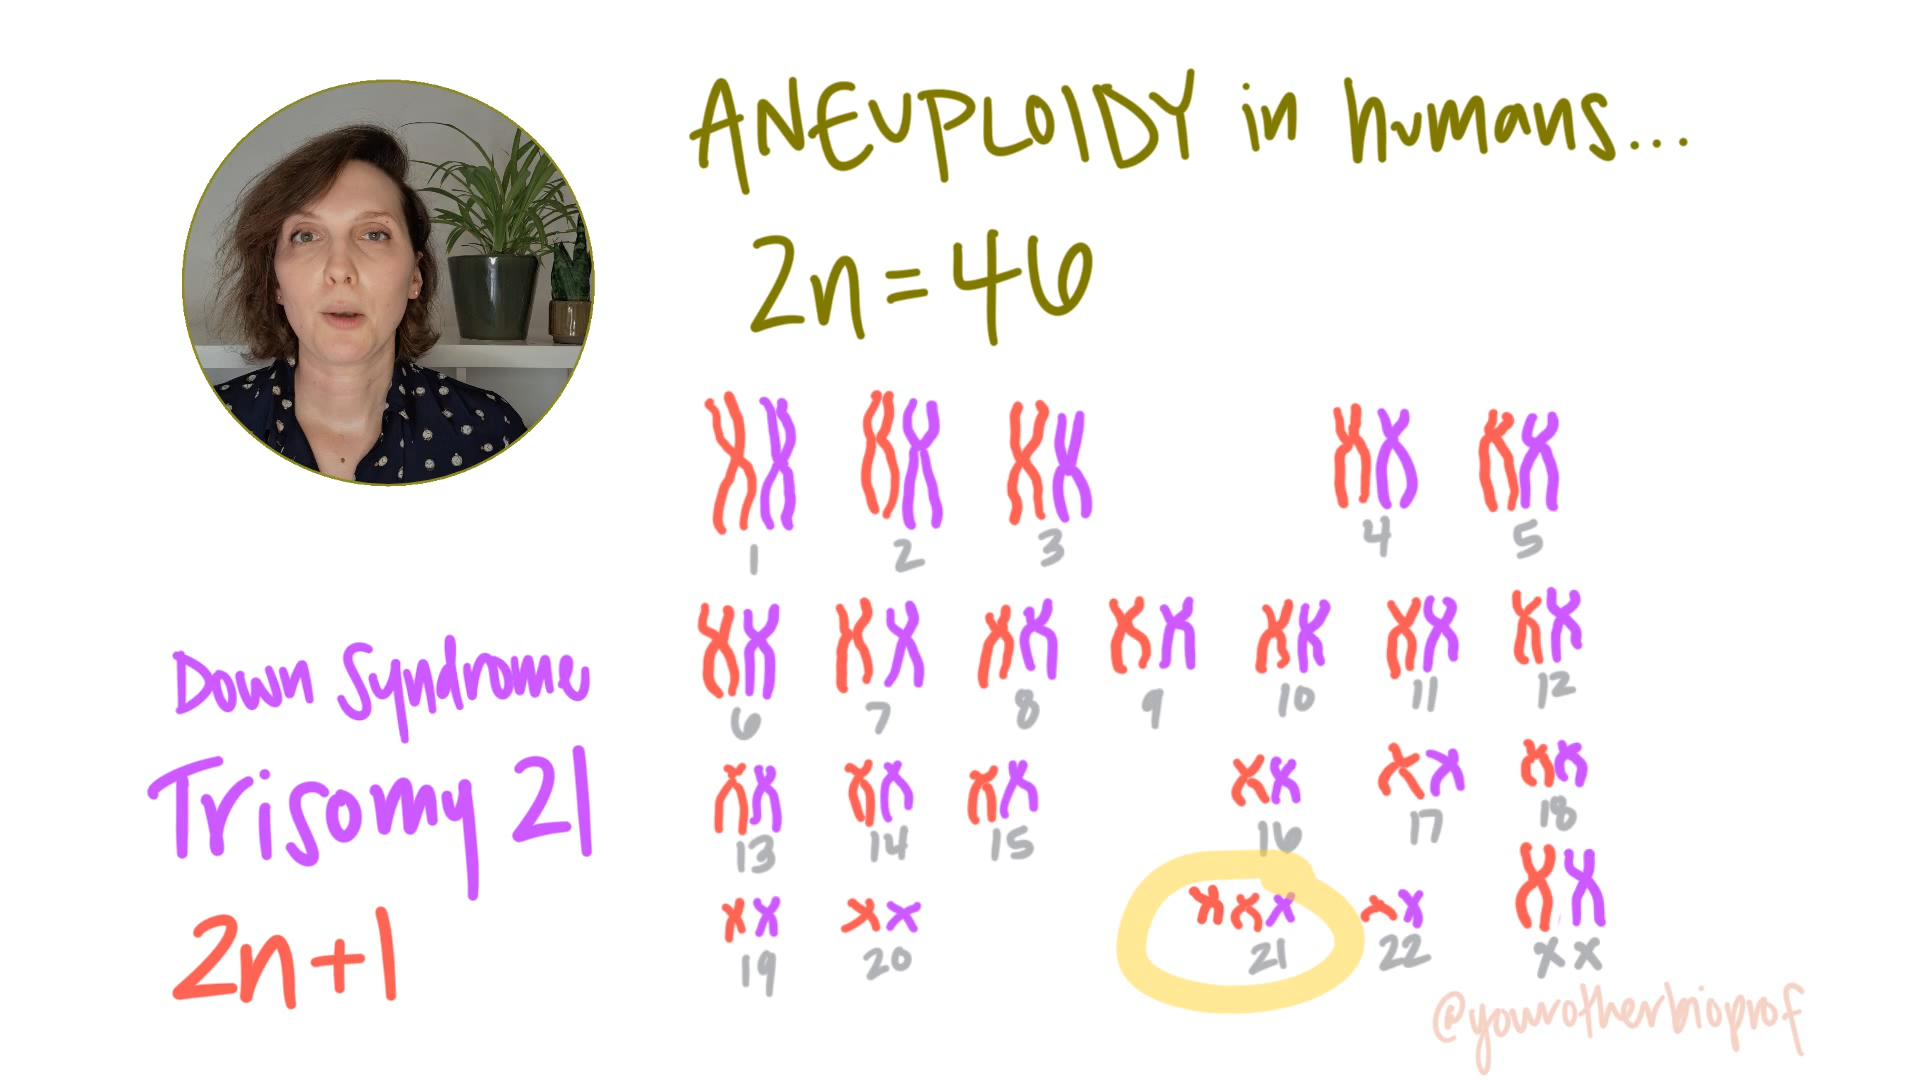 ANEUPLOIDY in humans...
2n=46
1 2 3 4 5
6 7 8 9 10 11 12
13 14 15 16 17 18
19 20 21 22 X X
Down Syndrome
Trisomy 21
2n+1
@yourotherbioprof